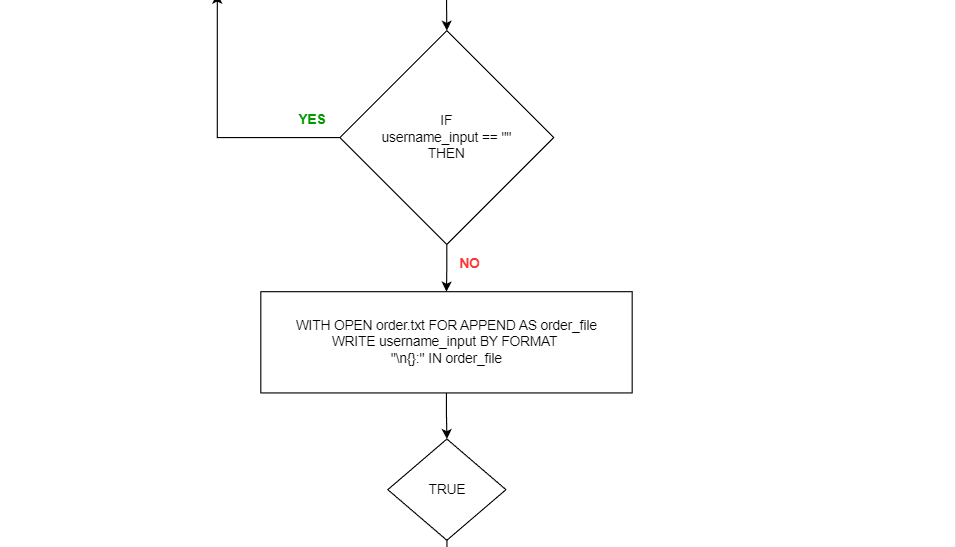 IF
username_input == ""
THEN
YES
NO
WITH OPEN order.txt FOR APPEND AS order_file
WRITE username_input BY FORMAT
"\n{}:" IN order_file
TRUE